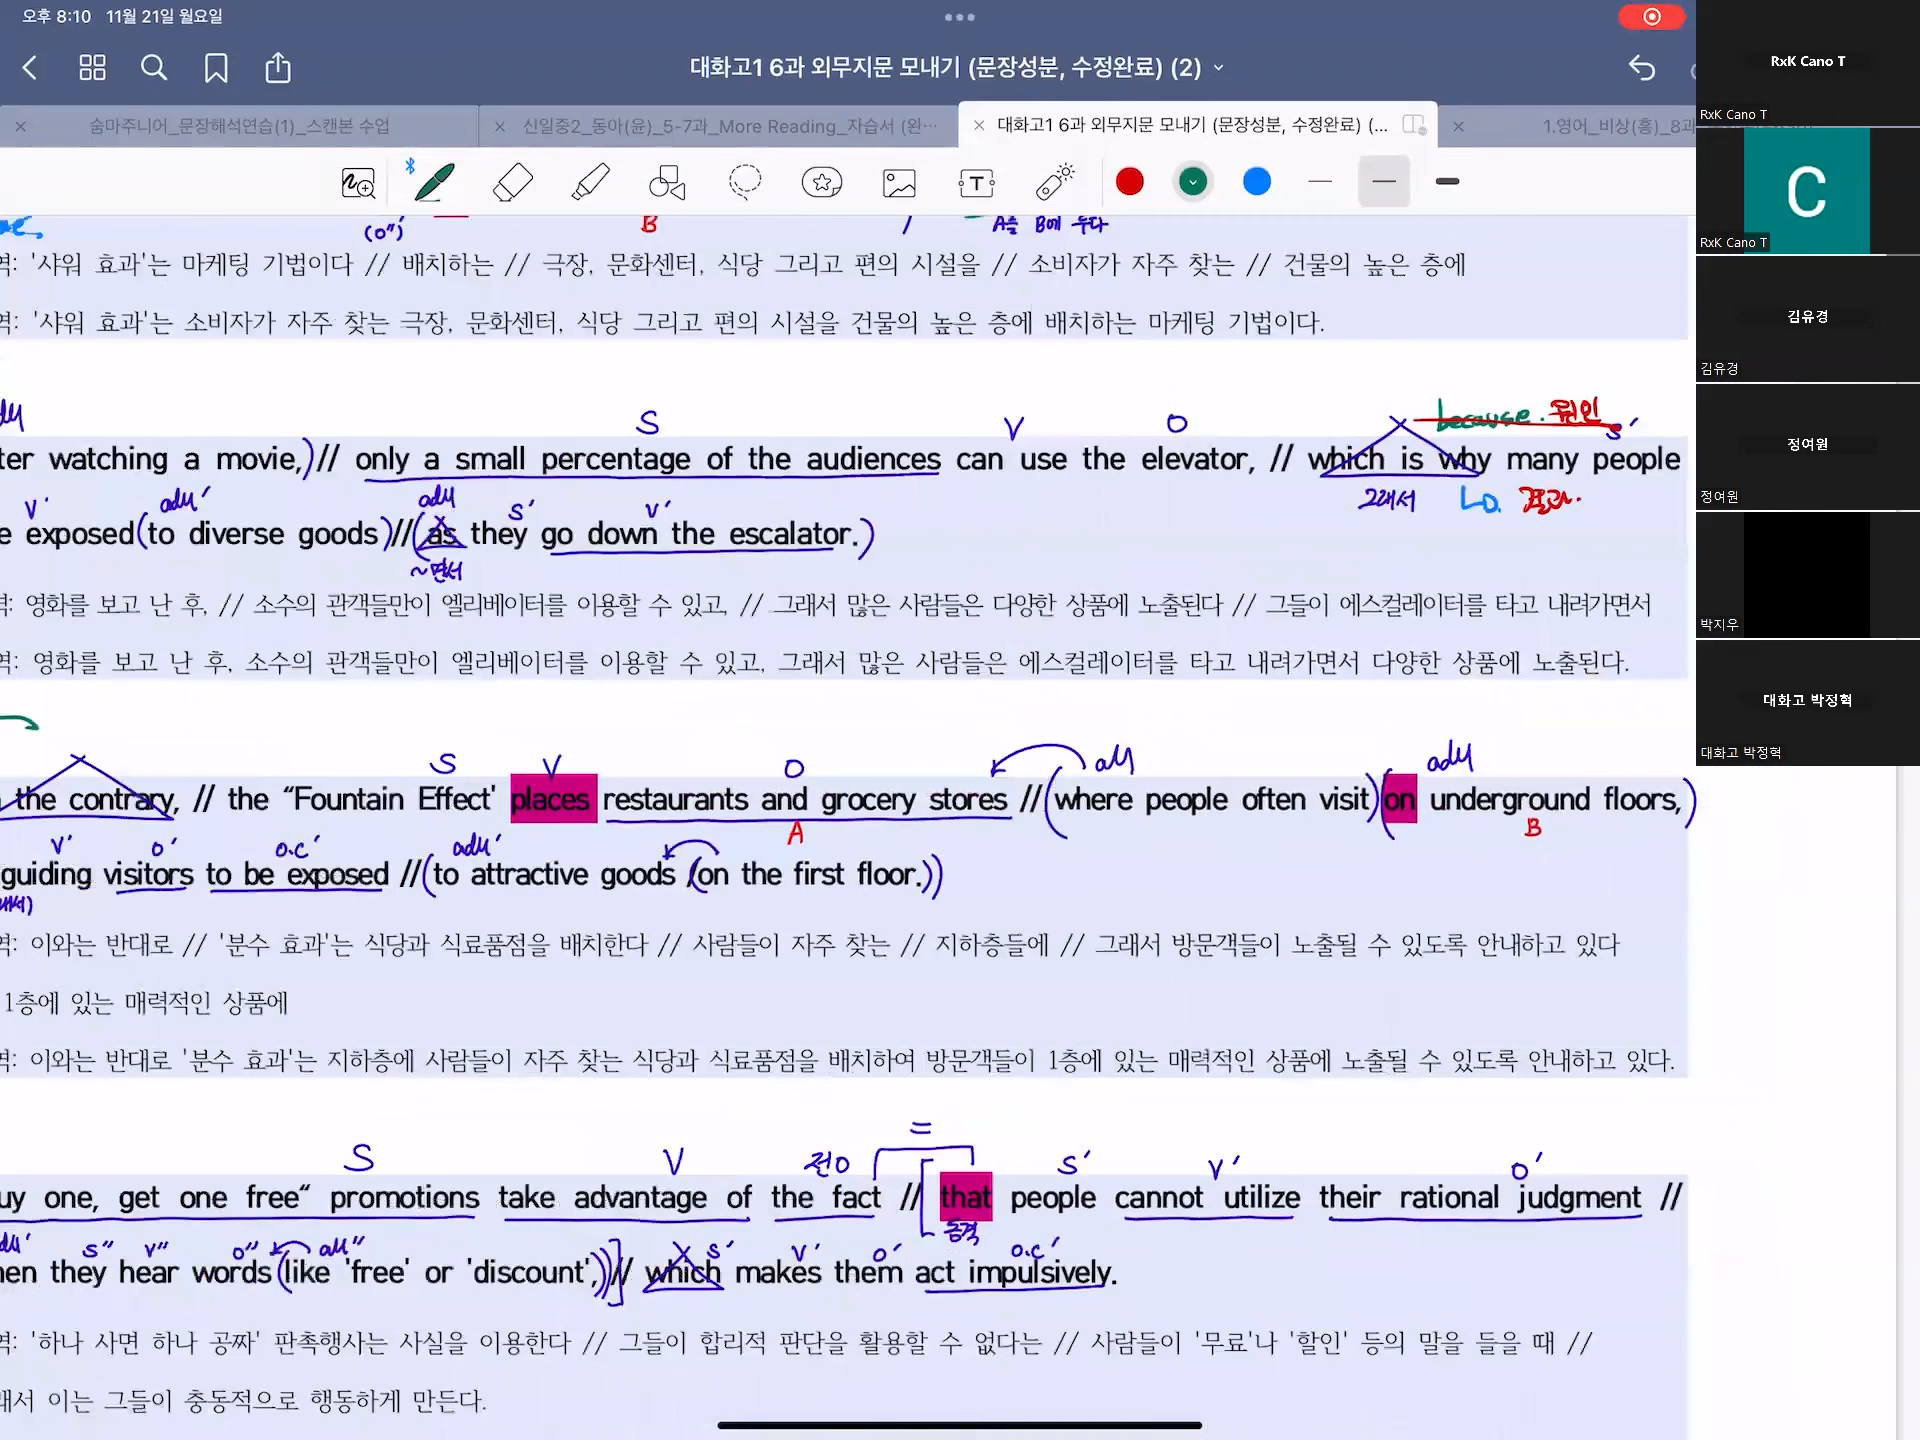 오후 8:10 11월 21일 월요일
대화고1 6과 외무지문 모내기 (문장성분, 수정완료) (2)
숨마주니어_문장해석연습(1)_스캔본 수업
신일중2_동아(윤)_5-7과_More Reading_자습서 (완…
대화고1 6과 외무지문 모내기 (문장성분, 수정완료) (…
1.영어_비상(홍)_8과
(o″) B A를 B에 두다
역: '샤워 효과'는 마케팅 기법이다 // 배치하는 // 극장, 문화센터, 식당 그리고 편의 시설을 // 소비자가 자주 찾는 // 건물의 높은 층에
역: '샤워 효과'는 소비자가 자주 찾는 극장, 문화센터, 식당 그리고 편의 시설을 건물의 높은 층에 배치하는 마케팅 기법이다.
S V O because. 원인 s′
ter watching a movie,)// only a small percentage of the audiences can use the elevator, // which is why many people
v′ adv′ adv s′ v′ 그래서 결과.
e exposed(to diverse goods)//(as they go down the escalator.)
~면서
역: 영화를 보고 난 후, // 소수의 관객들만이 엘리베이터를 이용할 수 있고, // 그래서 많은 사람들은 다양한 상품에 노출된다 // 그들이 에스컬레이터를 타고 내려가면서
역: 영화를 보고 난 후, 소수의 관객들만이 엘리베이터를 이용할 수 있고, 그래서 많은 사람들은 에스컬레이터를 타고 내려가면서 다양한 상품에 노출된다.
S V O adv
the contrary, // the “Fountain Effect' places restaurants and grocery stores //(where people often visit)(on underground floors,)
v′ o′ o.c′ adv′ A B
guiding visitors to be exposed //(to attractive goods (on the first floor.))
역: 이와는 반대로 // '분수 효과'는 식당과 식료품점을 배치한다 // 사람들이 자주 찾는 // 지하층들에 // 그래서 방문객들이 노출될 수 있도록 안내하고 있다
1층에 있는 매력적인 상품에
역: 이와는 반대로 '분수 효과'는 지하층에 사람들이 자주 찾는 식당과 식료품점을 배치하여 방문객들이 1층에 있는 매력적인 상품에 노출될 수 있도록 안내하고 있다.
S V 전O = s′ v′ o′
uy one, get one free“ promotions take advantage of the fact //[that people cannot utilize their rational judgment //
동격
s″ v″ o″ s′ v′ o′ o.c′
en they hear words (like 'free' or 'discount',))]// which makes them act impulsively.
역: '하나 사면 하나 공짜' 판촉행사는 사실을 이용한다 // 그들이 합리적 판단을 활용할 수 없다는 // 사람들이 '무료'나 '할인' 등의 말을 들을 때 //
래서 이는 그들이 충동적으로 행동하게 만든다.
RxK Cano T
RxK Cano T
C
RxK Cano T
김유경
김유경
정여원
정여원
박지우
대화고 박정혁
대화고 박정혁